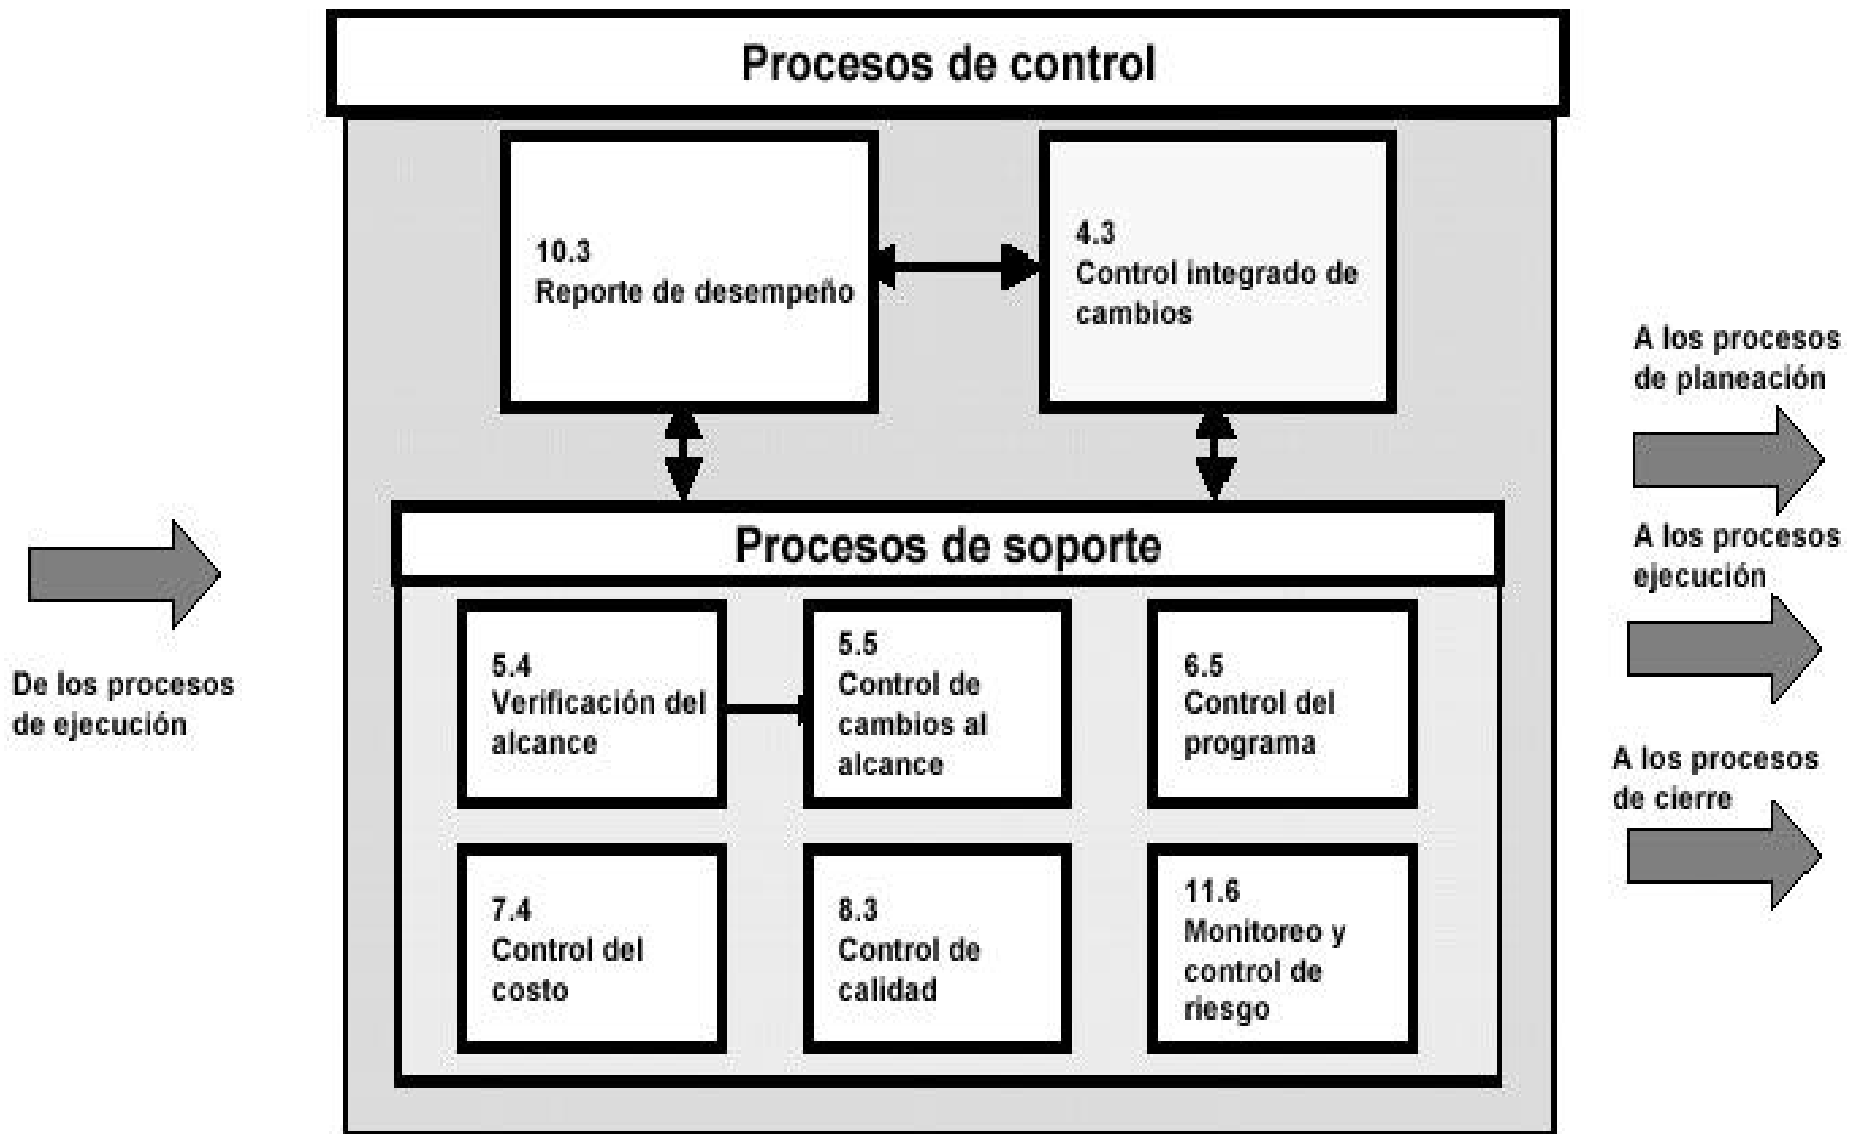 Procesos de control
10.3
Reporte de desempeño
4.3
Control integrado de
cambios
A los procesos
de planeación
Procesos de soporte
A los procesos
ejecución
De los procesos
de ejecución
5.4
Verificación del
alcance
5.5
Control de
cambios al
alcance
6.5
Control del
programa
A los procesos
de cierre
7.4
Control del
costo
8.3
Control de
calidad
11.6
Monitoreo y
control de
riesgo